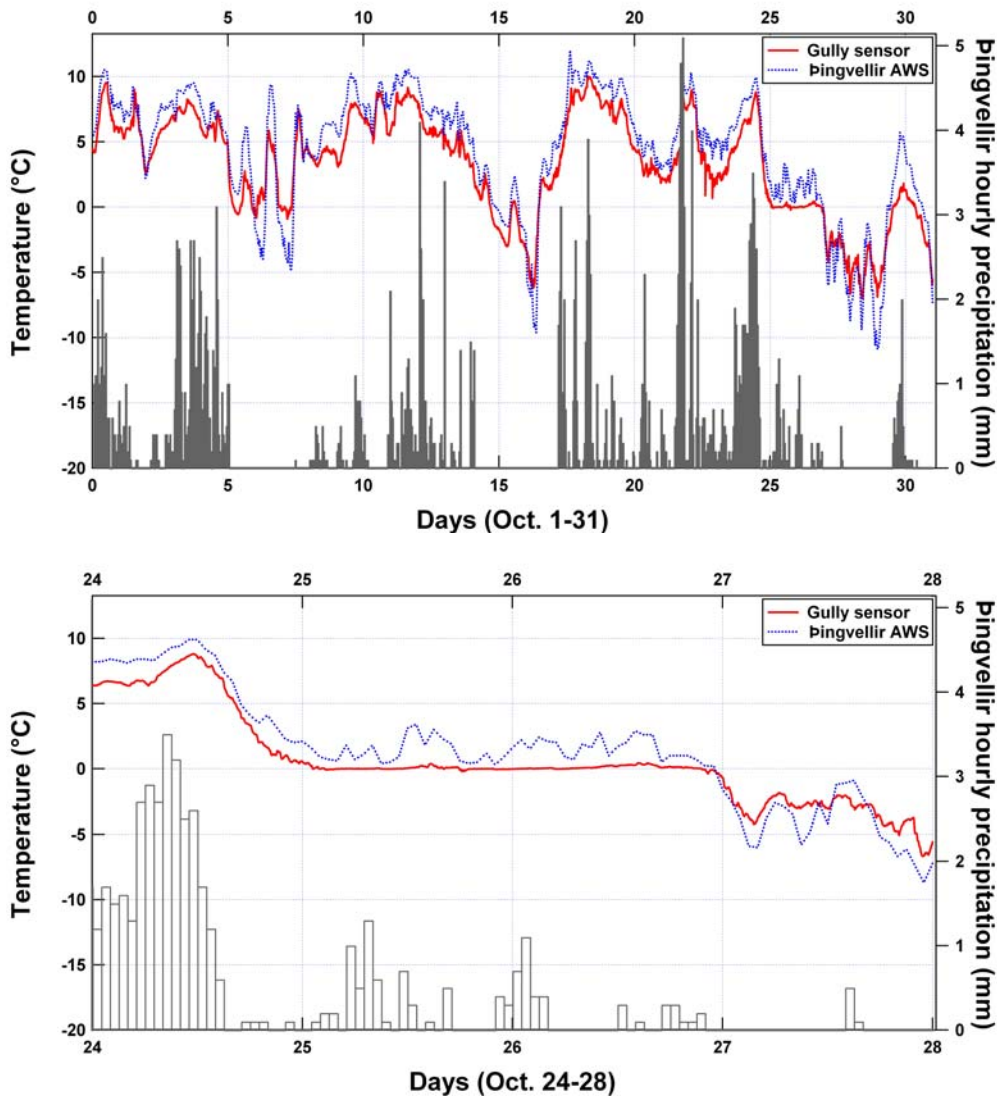 0 5 10 15 20 25 30
Gully sensor
Þingvellir AWS
10
5
0
-5
-10
-15
-20
Temperature (°C)
5
4
3
2
1
0
Þingvellir hourly precipitation (mm)
0 5 10 15 20 25 30
Days (Oct. 1-31)
24 25 26 27 28
Gully sensor
Þingvellir AWS
10
5
0
-5
-10
-15
-20
Temperature (°C)
5
4
3
2
1
0
Þingvellir hourly precipitation (mm)
24 25 26 27 28
Days (Oct. 24-28)